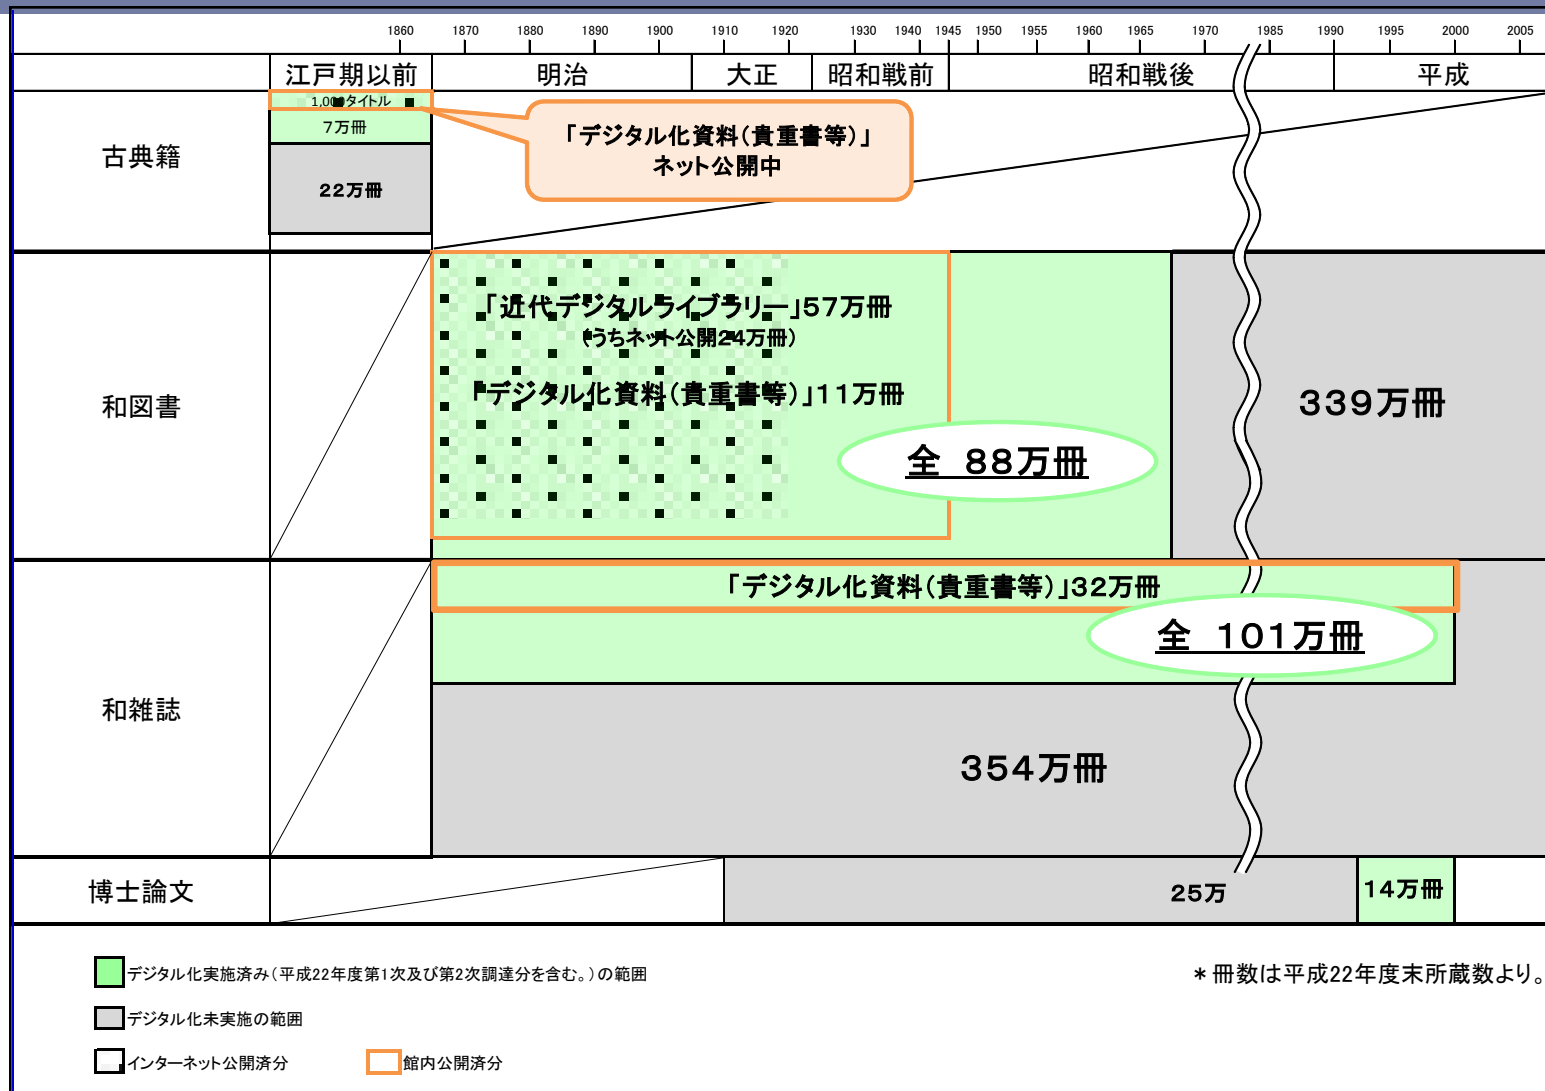 1860 1870 1880 1890 1900 1910 1920 1930 1940 1945 1950 1955 1960 1965 1970 1985 1990 1995 2000 2005
江戸期以前 明治 大正 昭和戦前 昭和戦後 平成
古典籍
1,000タイトル
7万冊
22万冊
「デジタル化資料(貴重書等)」
ネット公開中
和図書
「近代デジタルライブラリー」57万冊
(うちネット公開24万冊)
「デジタル化資料(貴重書等)」11万冊
全 88万冊
339万冊
和雑誌
「デジタル化資料(貴重書等)」32万冊
全 101万冊
354万冊
博士論文
25万
14万冊
デジタル化実施済み(平成22年度第1次及び第2次調達分を含む。)の範囲
*冊数は平成22年度末所蔵数より。
デジタル化未実施の範囲
インターネット公開済分 館内公開済分